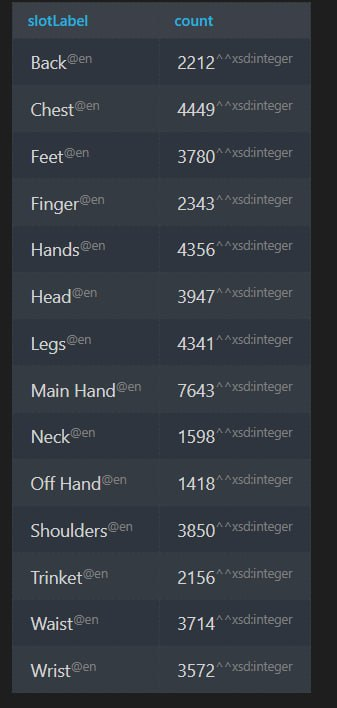 slotLabel count
Back@en 2212^^xsd:integer
Chest@en 4449^^xsd:integer
Feet@en 3780^^xsd:integer
Finger@en 2343^^xsd:integer
Hands@en 4356^^xsd:integer
Head@en 3947^^xsd:integer
Legs@en 4341^^xsd:integer
Main Hand@en 7643^^xsd:integer
Neck@en 1598^^xsd:integer
Off Hand@en 1418^^xsd:integer
Shoulders@en 3850^^xsd:integer
Trinket@en 2156^^xsd:integer
Waist@en 3714^^xsd:integer
Wrist@en 3572^^xsd:integer